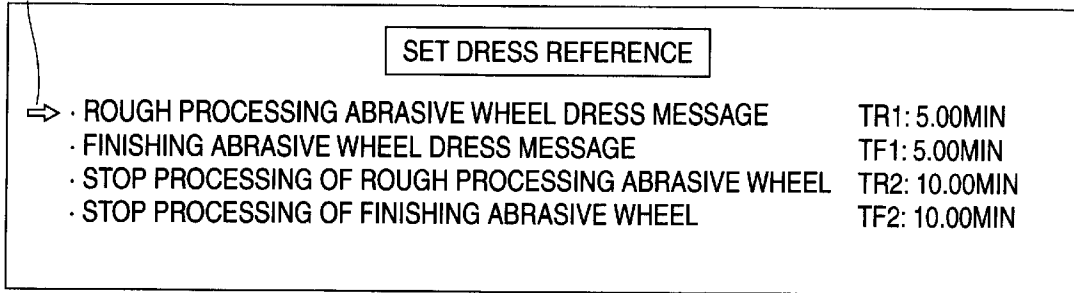 SET DRESS REFERENCE
⇨ · ROUGH PROCESSING ABRASIVE WHEEL DRESS MESSAGE TR1: 5.00MIN
· FINISHING ABRASIVE WHEEL DRESS MESSAGE TF1: 5.00MIN
· STOP PROCESSING OF ROUGH PROCESSING ABRASIVE WHEEL TR2: 10.00MIN
· STOP PROCESSING OF FINISHING ABRASIVE WHEEL TF2: 10.00MIN